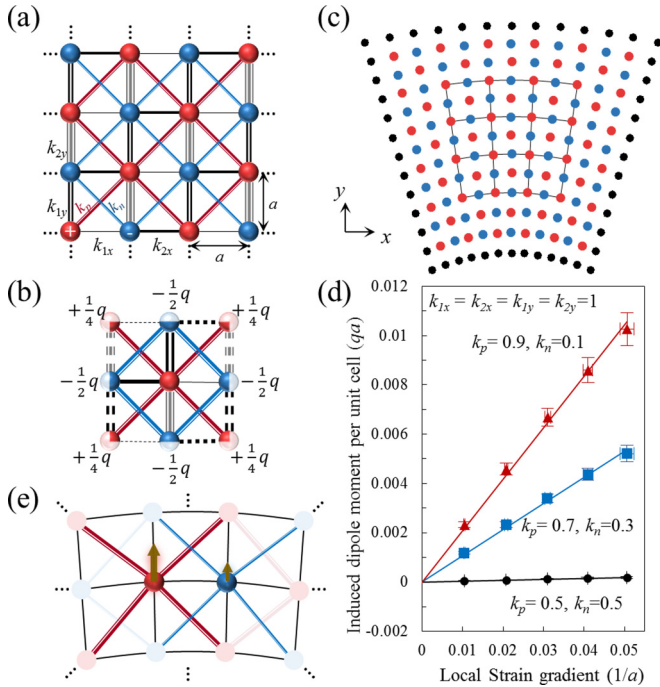 (a)
k2y
k1y
kp
kn
+
-
k1x
k2x
a
a
(b)
+1/4 q
-1/2 q
+1/4 q
-1/2 q
-1/2 q
+1/4 q
-1/2 q
+1/4 q
(e)
(c)
y
x
(d)
Induced dipole moment per unit cell (qa)
0.012
0.01
0.008
0.006
0.004
0.002
0
-0.002
k1x = k2x = k1y = k2y=1
kp= 0.9, kn=0.1
kp= 0.7, kn=0.3
kp= 0.5, kn=0.5
0.01 0.02 0.03 0.04 0.05 0.06
Local Strain gradient (1/a)